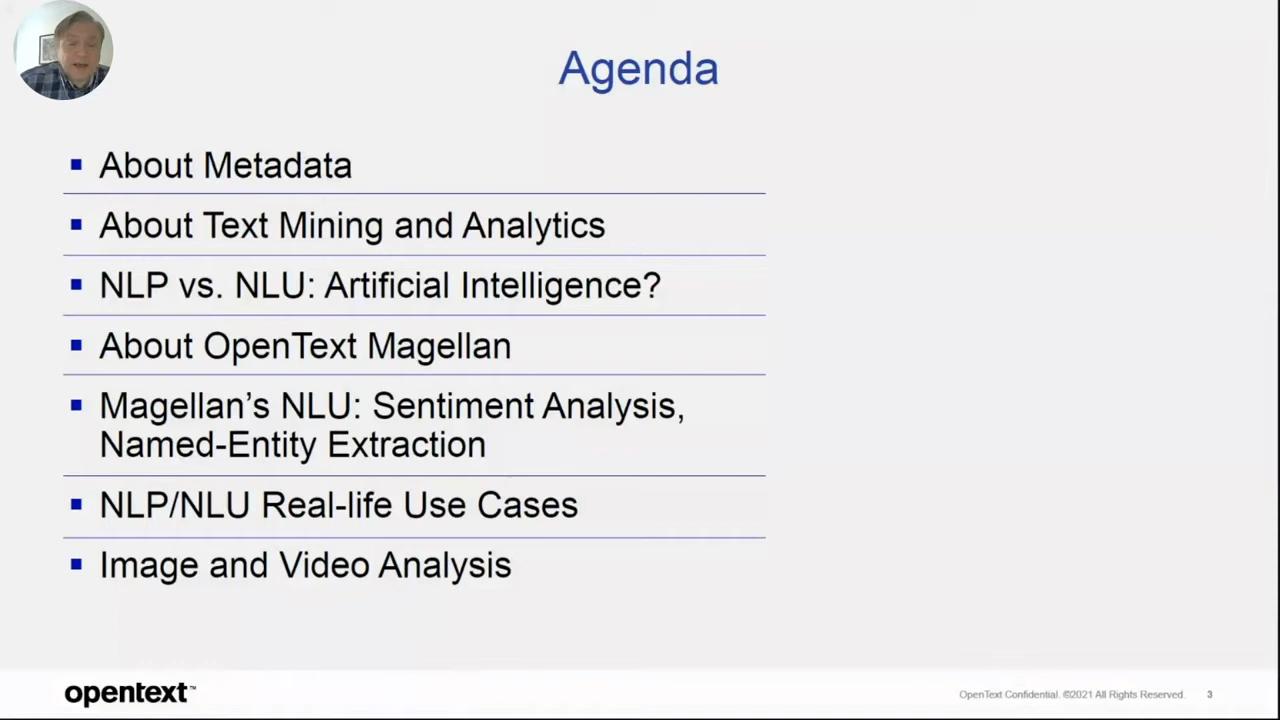 Agenda
▪ About Metadata
▪ About Text Mining and Analytics
▪ NLP vs. NLU: Artificial Intelligence?
▪ About OpenText Magellan
▪ Magellan’s NLU: Sentiment Analysis,
Named-Entity Extraction
▪ NLP/NLU Real-life Use Cases
▪ Image and Video Analysis
opentext™
OpenText Confidential. ©2021 All Rights Reserved. 3